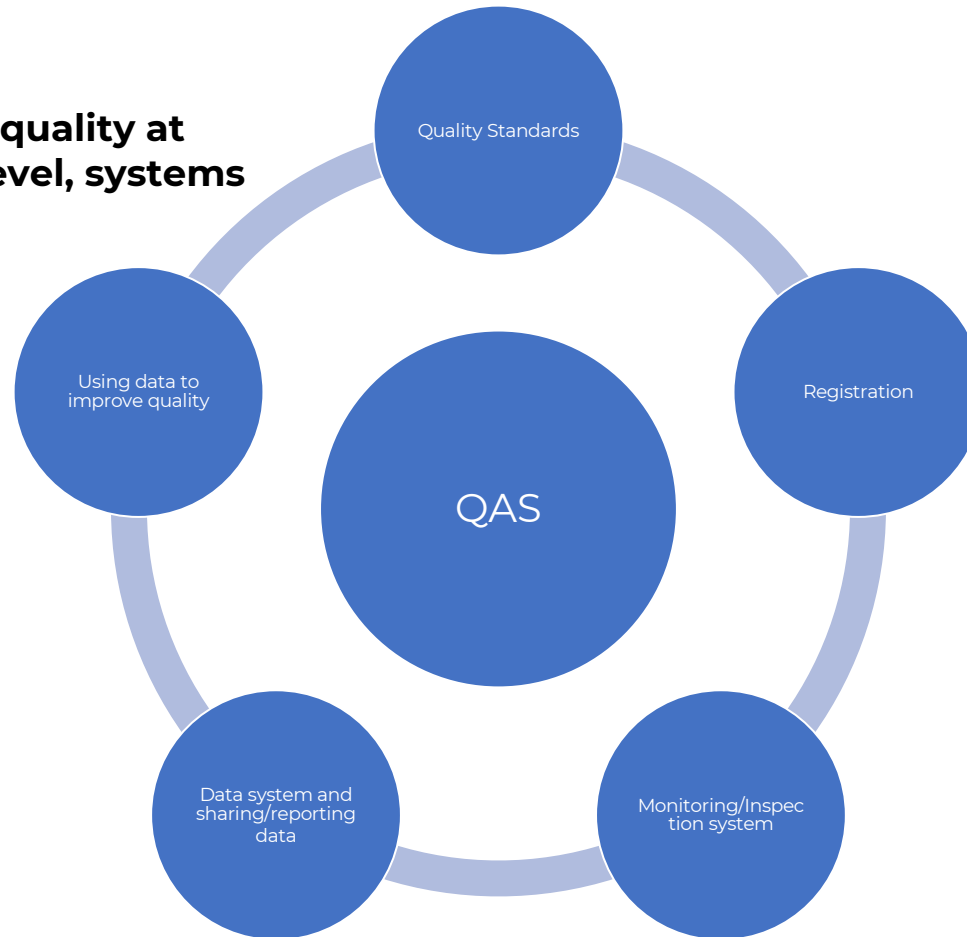 quality at
evel, systems
Quality Standards
Using data to
improve quality
Registration
QAS
Data system and
sharing/reporting
data
Monitoring/Inspec
tion system